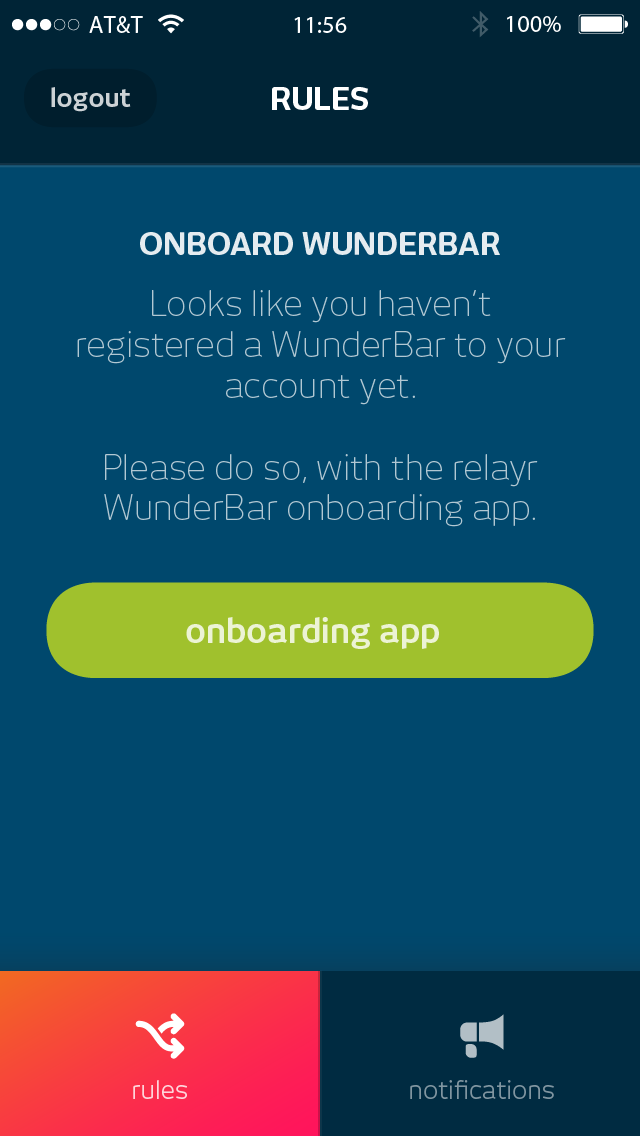 AT&T 11:56 100%
logout RULES
ONBOARD WUNDERBAR
Looks like you haven't
registered a WunderBar to your
account yet.
Please do so, with the relayr
WunderBar onboarding app.
onboarding app
rules notifications